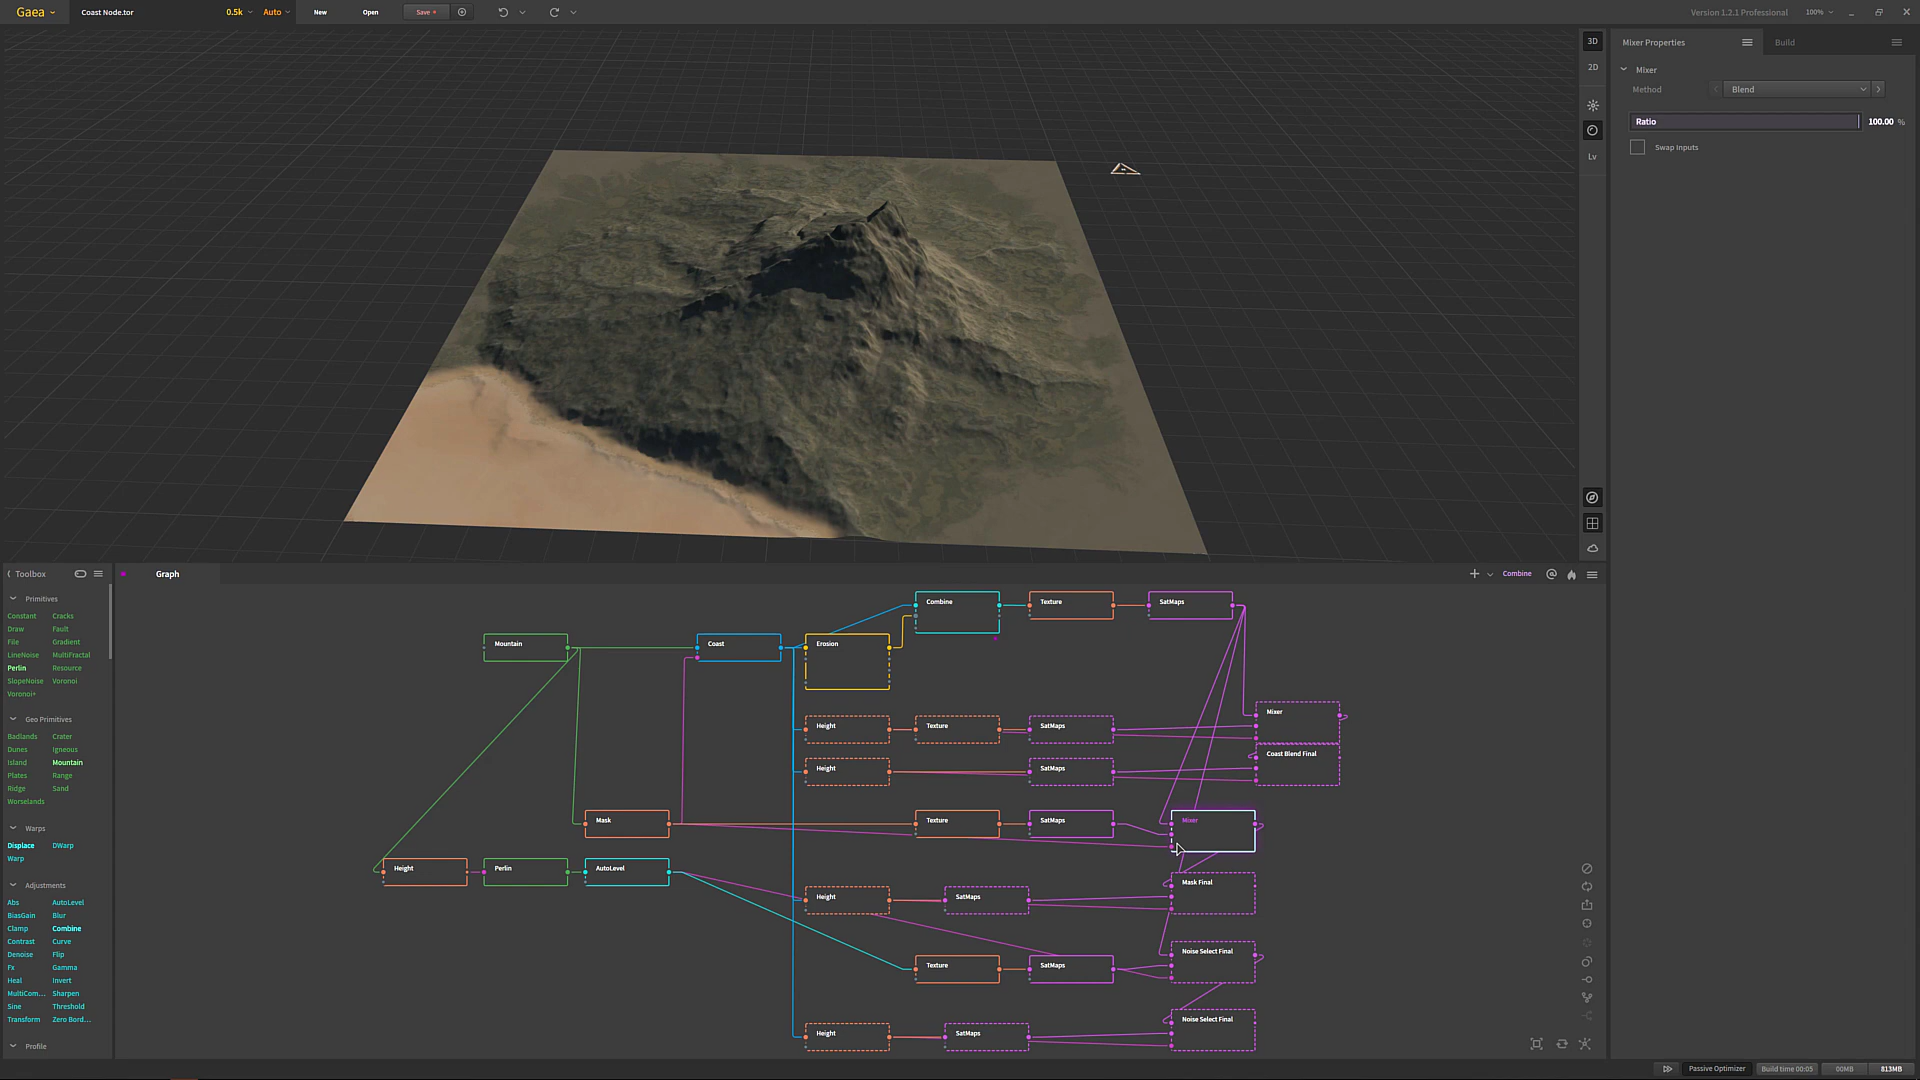 Gaea
Coast Node.tor
0.5k
Auto
New
Open
Save
Version 1.2.1 Professional
100%
3D
2D
Lv
Mixer Properties
Build
Mixer
Method
Blend
Ratio
100.00 %
Swap Inputs
Toolbox
Graph
Combine
Primitives
Constant Cracks
Draw Fault
File Gradient
LineNoise MultiFractal
Perlin Resource
SlopeNoise Voronoi
Voronoi+
Geo Primitives
Badlands Crater
Dunes Igneous
Island Mountain
Plates Range
Ridge Sand
Worselands
Warps
Displace DWarp
Warp
Adjustments
Abs AutoLevel
BiasGain Blur
Clamp Combine
Contrast Curve
Denoise Flip
Fx Gamma
Heal Invert
MultiCom... Sharpen
Sine Threshold
Transform Zero Bord...
Profile
Combine Texture SatMaps
Mountain Coast Erosion
Height Texture SatMaps Mixer
Height SatMaps Coast Blend Final
Mask Texture SatMaps Mixer
Height Perlin AutoLevel
Mask Final
Height SatMaps
Noise Select Final
Texture SatMaps
Noise Select Final
Height SatMaps
Passive Optimizer
Build time 00:05
00MB
813MB